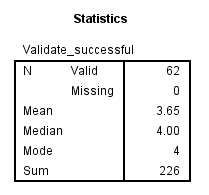 Statistics
Validate_successful
N Valid 62
Missing 0
Mean 3.65
Median 4.00
Mode 4
Sum 226